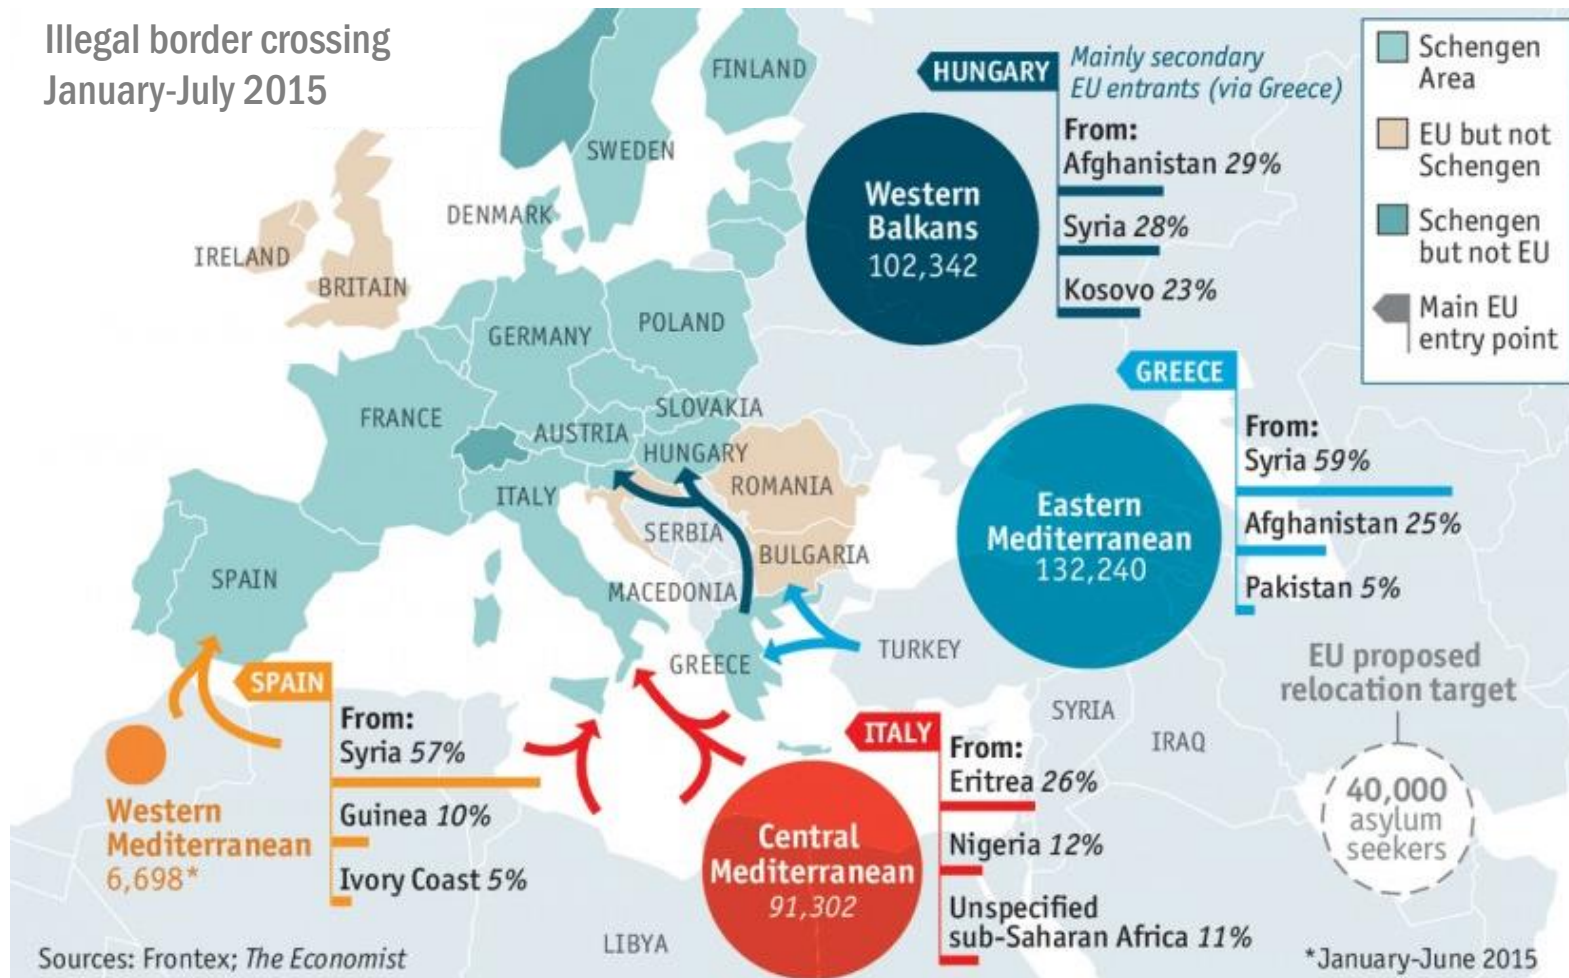 Illegal border crossing
January-July 2015
FINLAND
SWEDEN
DENMARK
IRELAND
BRITAIN
GERMANY
POLAND
FRANCE
SLOVAKIA
AUSTRIA
HUNGARY
ITALY
ROMANIA
SERBIA
BULGARIA
SPAIN
MACEDONIA
GREECE
TURKEY
SYRIA
IRAQ
LIBYA
HUNGARY
Mainly secondary
EU entrants (via Greece)
Western
Balkans
102,342
From:
Afghanistan 29%
Syria 28%
Kosovo 23%
Schengen
Area
EU but not
Schengen
Schengen
but not EU
Main EU
entry point
GREECE
Eastern
Mediterranean
132,240
From:
Syria 59%
Afghanistan 25%
Pakistan 5%
SPAIN
Western
Mediterranean
6,698*
From:
Syria 57%
Guinea 10%
Ivory Coast 5%
ITALY
Central
Mediterranean
91,302
From:
Eritrea 26%
Nigeria 12%
Unspecified
sub-Saharan Africa 11%
EU proposed
relocation target
40,000
asylum
seekers
Sources: Frontex; The Economist
*January-June 2015